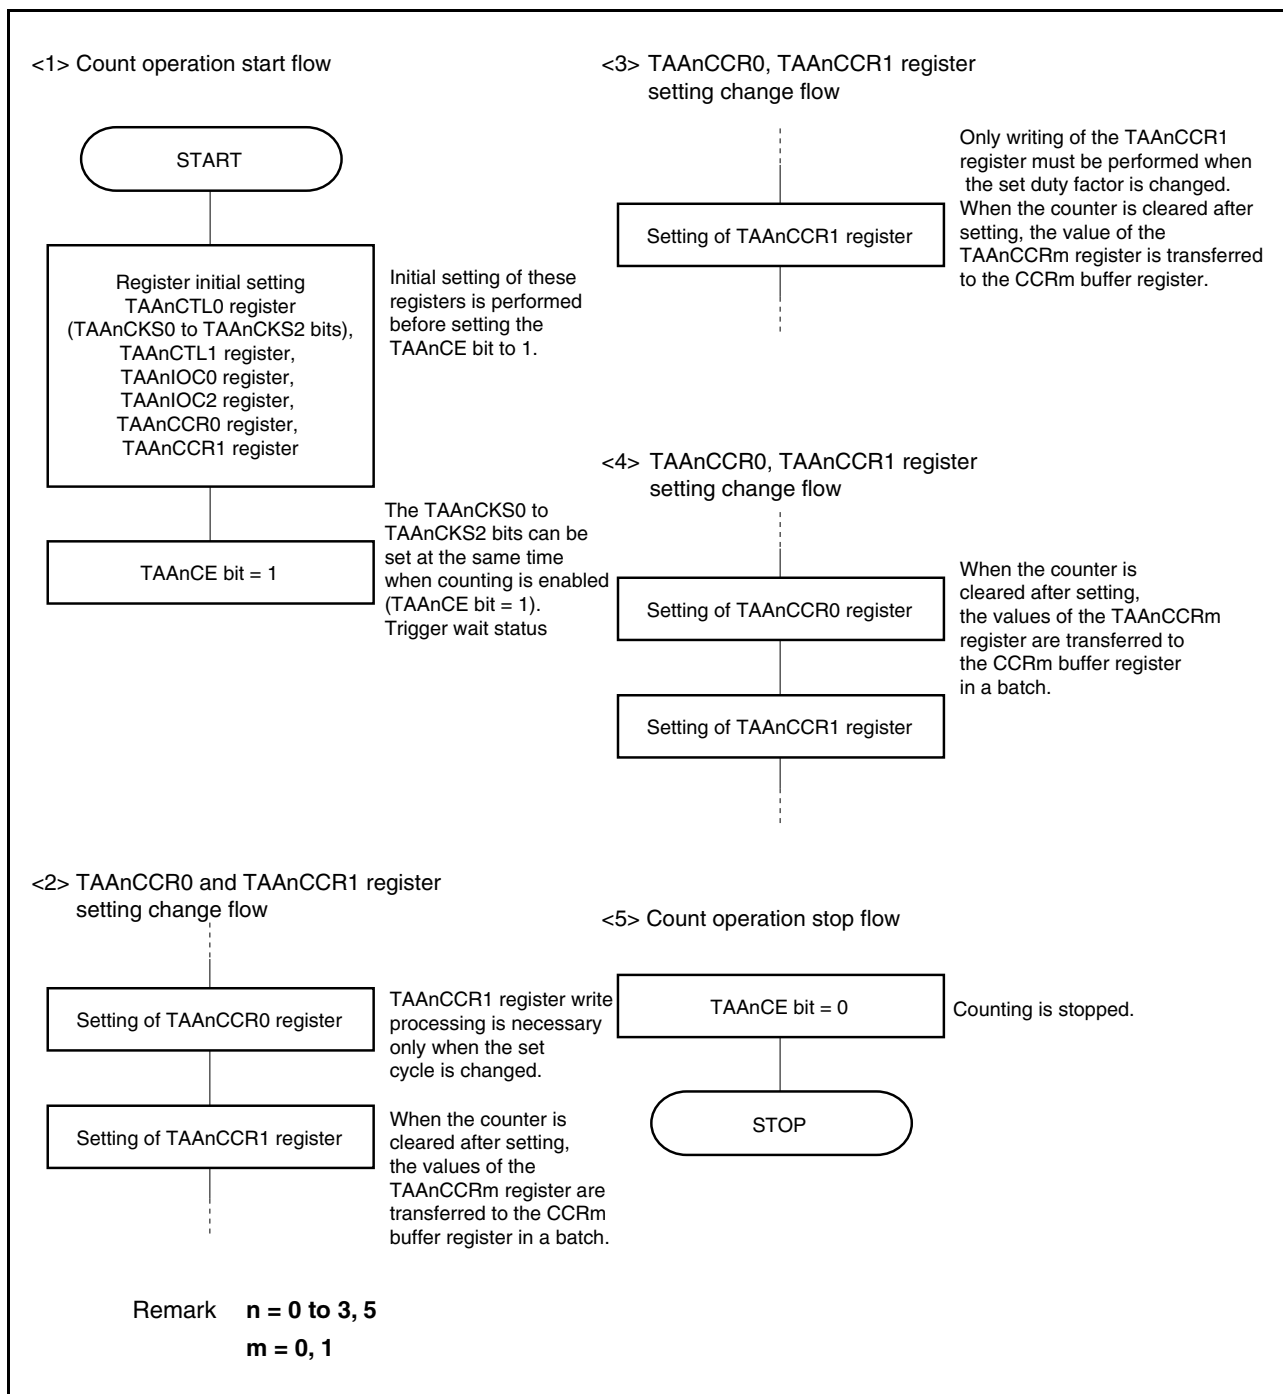 <1> Count operation start flow
START
Register initial setting
TAAnCTL0 register
(TAAnCKS0 to TAAnCKS2 bits),
TAAnCTL1 register,
TAAnIOC0 register,
TAAnIOC2 register,
TAAnCCR0 register,
TAAnCCR1 register
Initial setting of these
registers is performed
before setting the
TAAnCE bit to 1.
TAAnCE bit = 1
The TAAnCKS0 to
TAAnCKS2 bits can be
set at the same time
when counting is enabled
(TAAnCE bit = 1).
Trigger wait status
<2> TAAnCCR0 and TAAnCCR1 register
setting change flow
Setting of TAAnCCR0 register
TAAnCCR1 register write
processing is necessary
only when the set
cycle is changed.
Setting of TAAnCCR1 register
When the counter is
cleared after setting,
the values of the
TAAnCCRm register are
transferred to the CCRm
buffer register in a batch.
<3> TAAnCCR0, TAAnCCR1 register
setting change flow
Setting of TAAnCCR1 register
Only writing of the TAAnCCR1
register must be performed when
the set duty factor is changed.
When the counter is cleared after
setting, the value of the
TAAnCCRm register is transferred
to the CCRm buffer register.
<4> TAAnCCR0, TAAnCCR1 register
setting change flow
Setting of TAAnCCR0 register
When the counter is
cleared after setting,
the values of the TAAnCCRm
register are transferred to
the CCRm buffer register
in a batch.
Setting of TAAnCCR1 register
<5> Count operation stop flow
TAAnCE bit = 0
Counting is stopped.
STOP
Remark n = 0 to 3, 5
m = 0, 1